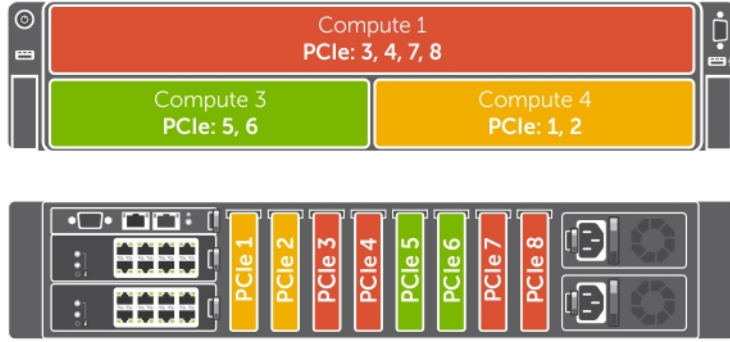 Compute 1
PCIe: 3, 4, 7, 8
Compute 3
PCIe: 5, 6
Compute 4
PCIe: 1, 2
PCIe 1
PCIe 2
PCIe 3
PCIe 4
PCIe 5
PCIe 6
PCIe 7
PCIe 8